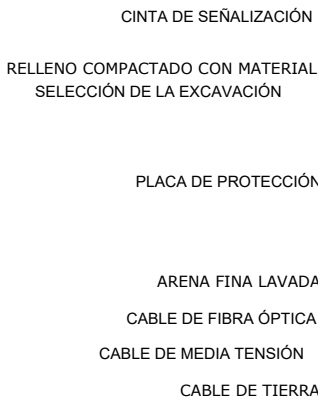 CINTA DE SEÑALIZACIÓN
RELLENO COMPACTADO CON MATERIAL
SELECCIÓN DE LA EXCAVACIÓN
PLACA DE PROTECCIÓN
ARENA FINA LAVADA
CABLE DE FIBRA ÓPTICA
CABLE DE MEDIA TENSIÓN
CABLE DE TIERRA